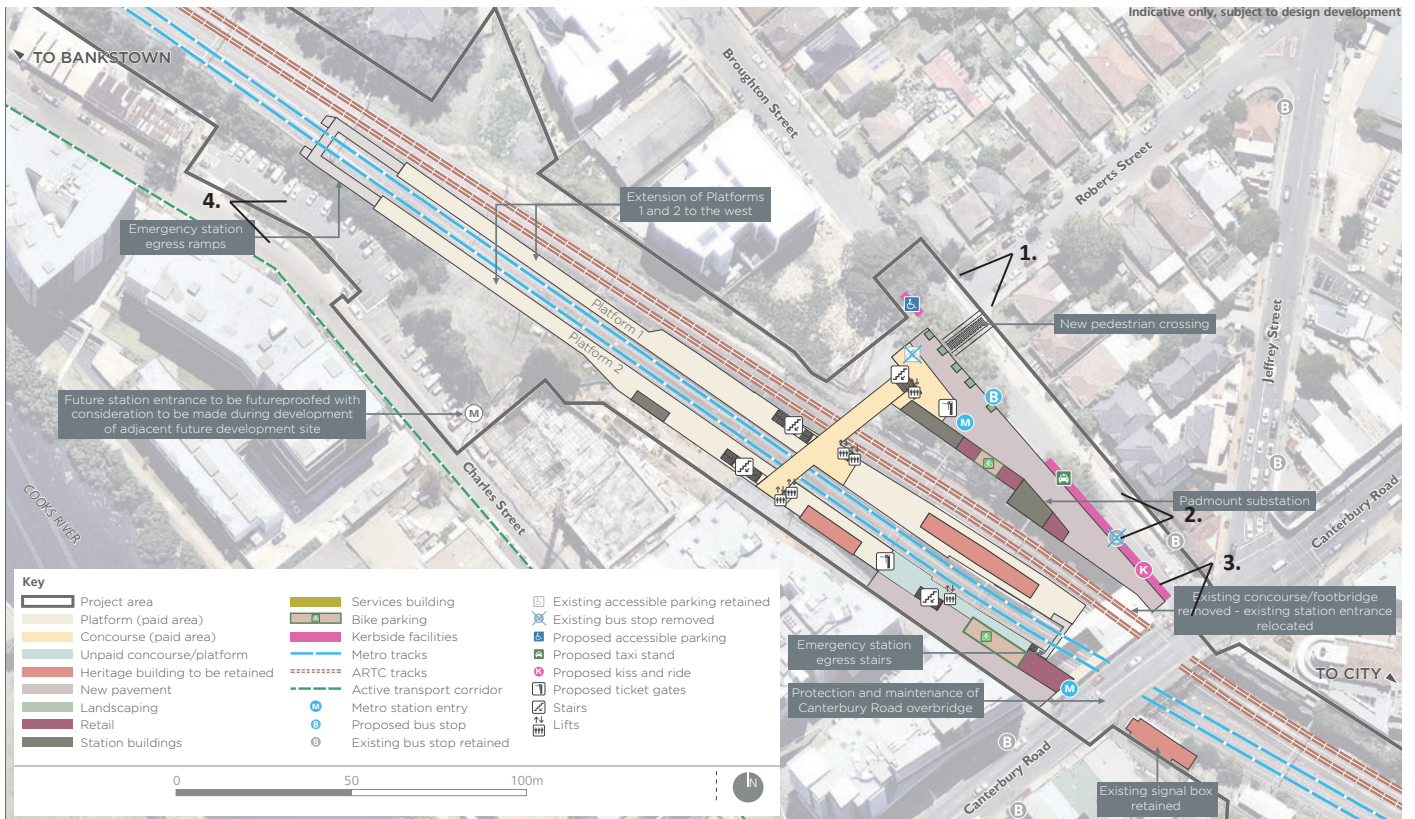 Indicative only, subject to design development
TO BANKSTOWN
Broughton Street
B
Roberts Street
4.
Emergency station
egress ramps
Extension of Platforms
1 and 2 to the west
1.
New pedestrian crossing
Platform 1
Platform 2
Jeffrey Street
Future station entrance to be futureproofed with
consideration to be made during development
of adjacent future development site
M
B
M
B
Charles Street
COOKS RIVER
Padmount substation
2.
Canterbury Road
B
B
K
3.
Existing concourse/footbridge
removed - existing station entrance
relocated
Emergency station
egress stairs
Protection and maintenance of
Canterbury Road overbridge
M
TO CITY
B
Canterbury Road
B
Existing signal box
retained
Key
Project area
Platform (paid area)
Concourse (paid area)
Unpaid concourse/platform
Heritage building to be retained
New pavement
Landscaping
Retail
Station buildings
Services building
Bike parking
Kerbside facilities
Metro tracks
ARTC tracks
Active transport corridor
M Metro station entry
B Proposed bus stop
B Existing bus stop retained
Existing accessible parking retained
Existing bus stop removed
Proposed accessible parking
Proposed taxi stand
K Proposed kiss and ride
Proposed ticket gates
Stairs
Lifts
0 50 100m
N